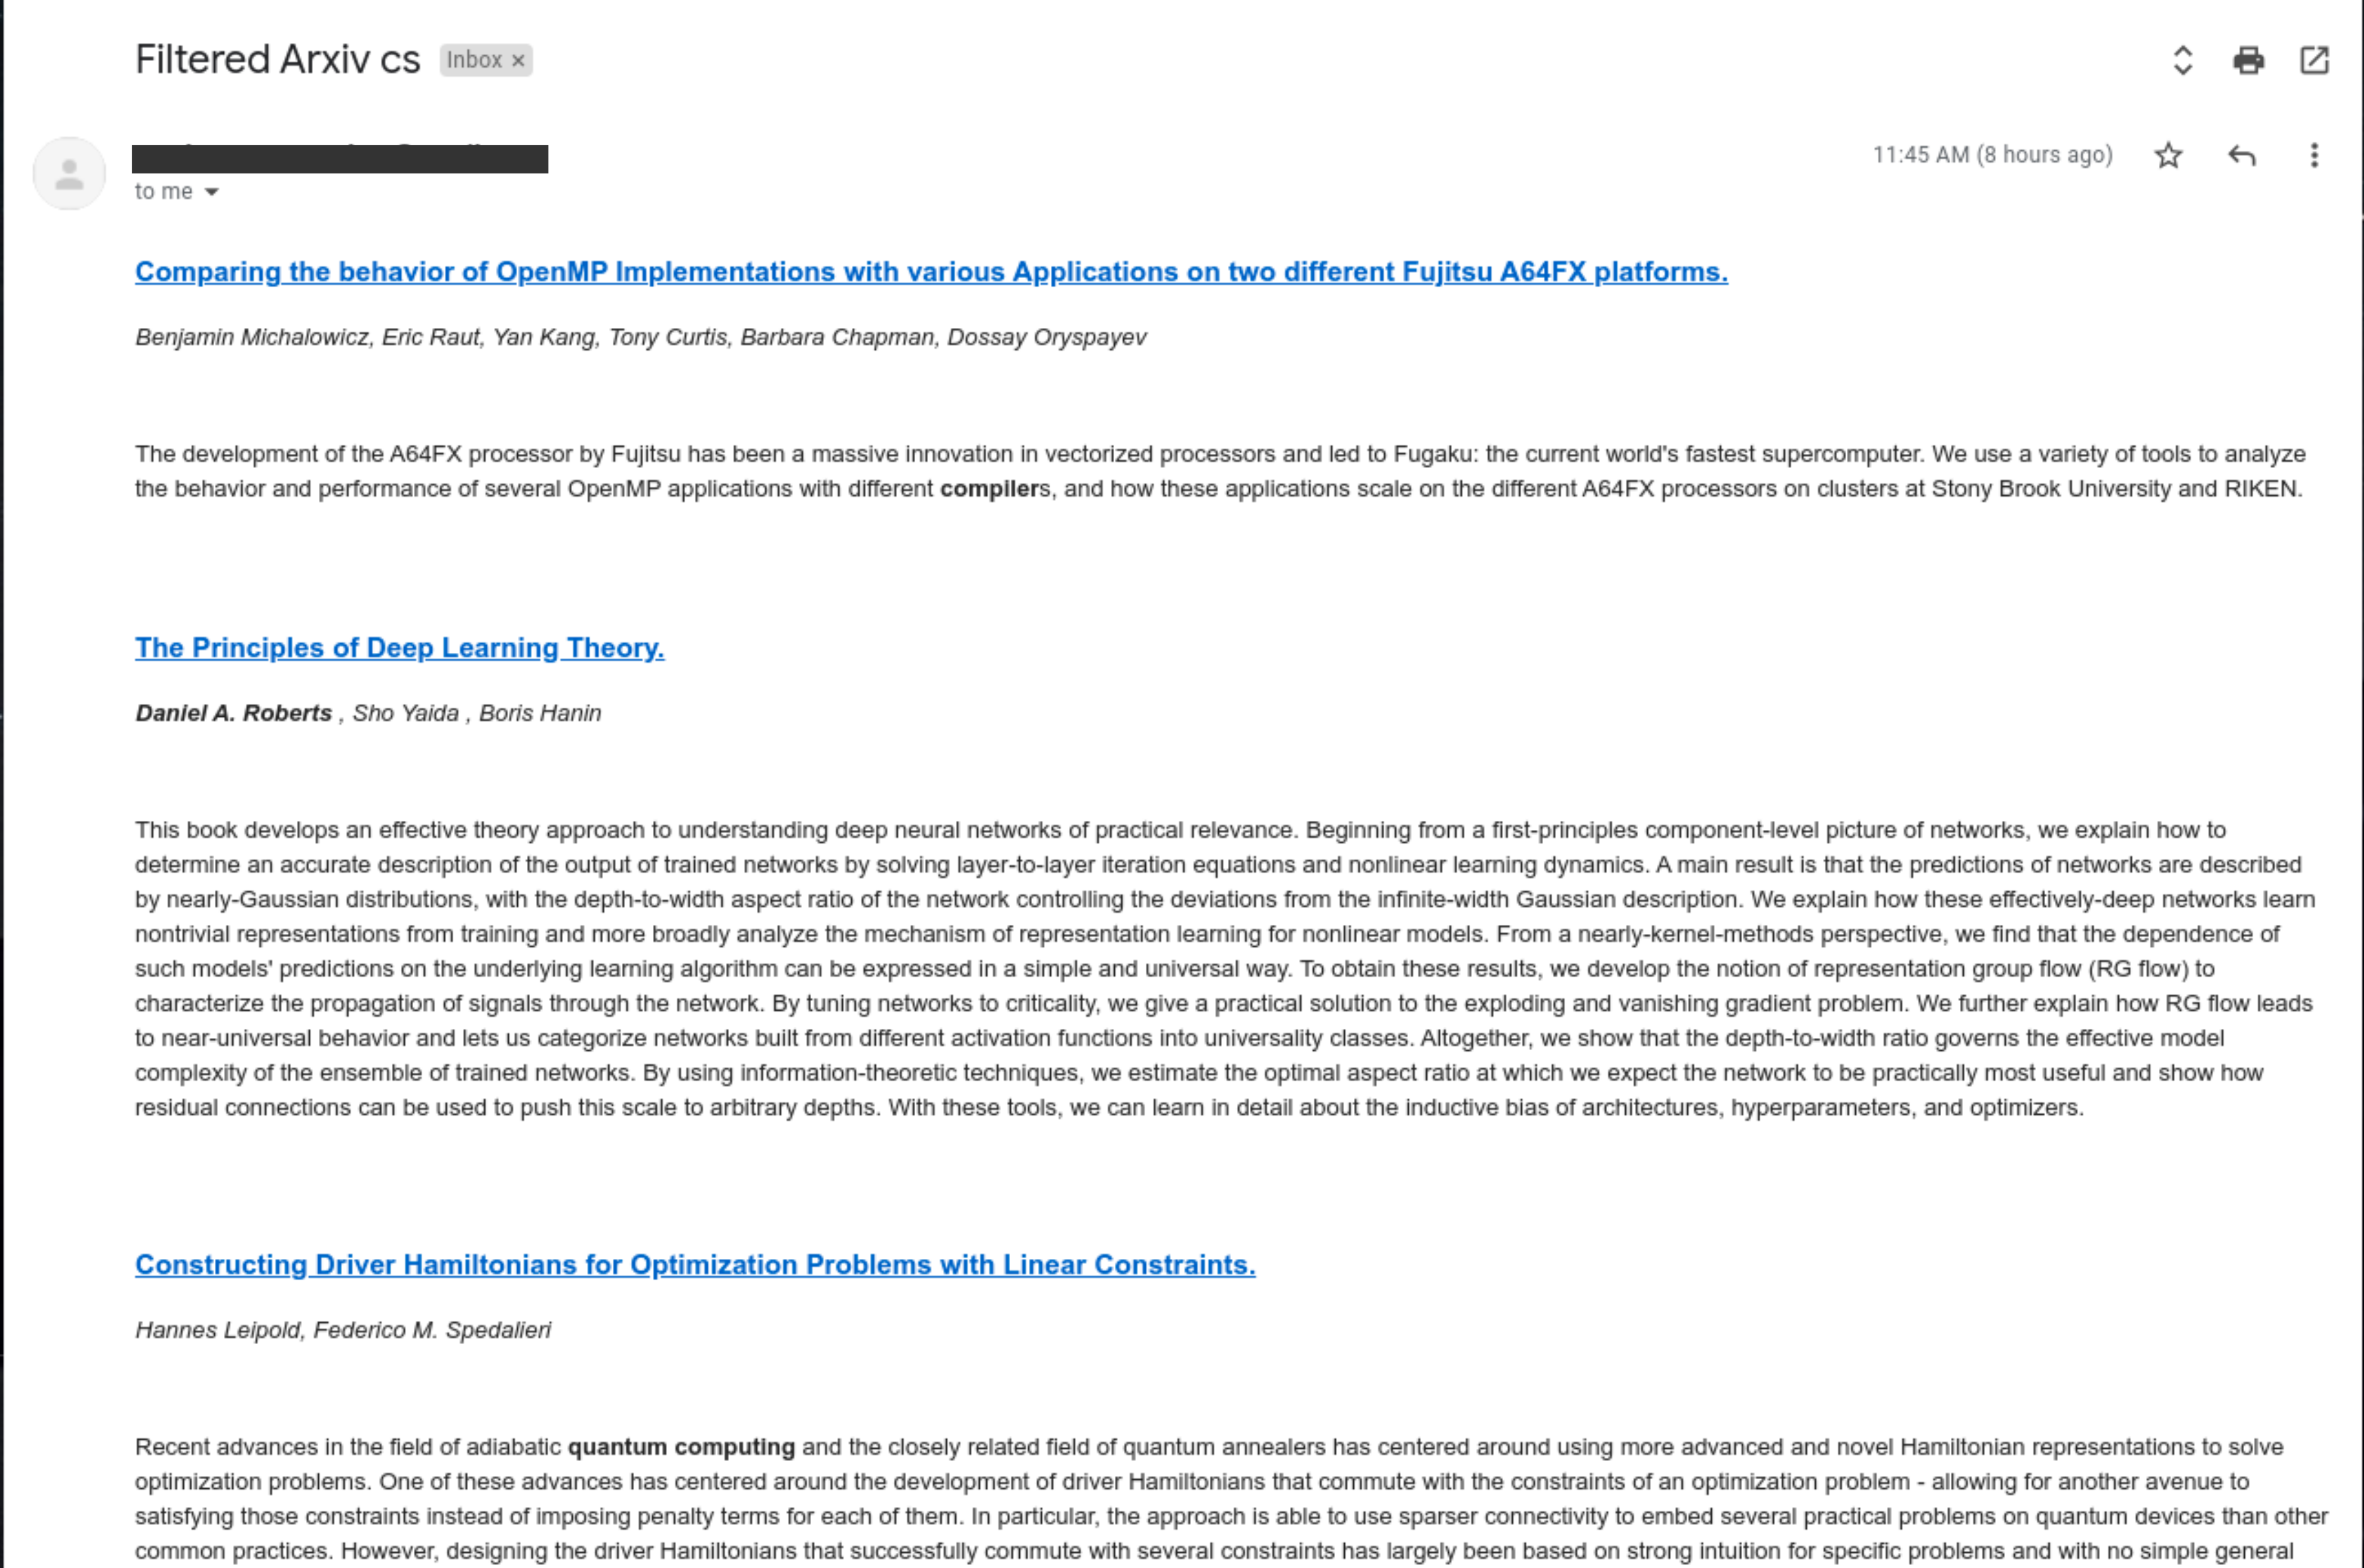 Filtered Arxiv cs
Inbox ×
11:45 AM (8 hours ago)
to me
Comparing the behavior of OpenMP Implementations with various Applications on two different Fujitsu A64FX platforms.
Benjamin Michalowicz, Eric Raut, Yan Kang, Tony Curtis, Barbara Chapman, Dossay Oryspayev
The development of the A64FX processor by Fujitsu has been a massive innovation in vectorized processors and led to Fugaku: the current world's fastest supercomputer. We use a variety of tools to analyze
the behavior and performance of several OpenMP applications with different compilers, and how these applications scale on the different A64FX processors on clusters at Stony Brook University and RIKEN.
The Principles of Deep Learning Theory.
Daniel A. Roberts , Sho Yaida , Boris Hanin
This book develops an effective theory approach to understanding deep neural networks of practical relevance. Beginning from a first-principles component-level picture of networks, we explain how to
determine an accurate description of the output of trained networks by solving layer-to-layer iteration equations and nonlinear learning dynamics. A main result is that the predictions of networks are described
by nearly-Gaussian distributions, with the depth-to-width aspect ratio of the network controlling the deviations from the infinite-width Gaussian description. We explain how these effectively-deep networks learn
nontrivial representations from training and more broadly analyze the mechanism of representation learning for nonlinear models. From a nearly-kernel-methods perspective, we find that the dependence of
such models' predictions on the underlying learning algorithm can be expressed in a simple and universal way. To obtain these results, we develop the notion of representation group flow (RG flow) to
characterize the propagation of signals through the network. By tuning networks to criticality, we give a practical solution to the exploding and vanishing gradient problem. We further explain how RG flow leads
to near-universal behavior and lets us categorize networks built from different activation functions into universality classes. Altogether, we show that the depth-to-width ratio governs the effective model
complexity of the ensemble of trained networks. By using information-theoretic techniques, we estimate the optimal aspect ratio at which we expect the network to be practically most useful and show how
residual connections can be used to push this scale to arbitrary depths. With these tools, we can learn in detail about the inductive bias of architectures, hyperparameters, and optimizers.
Constructing Driver Hamiltonians for Optimization Problems with Linear Constraints.
Hannes Leipold, Federico M. Spedalieri
Recent advances in the field of adiabatic quantum computing and the closely related field of quantum annealers has centered around using more advanced and novel Hamiltonian representations to solve
optimization problems. One of these advances has centered around the development of driver Hamiltonians that commute with the constraints of an optimization problem - allowing for another avenue to
satisfying those constraints instead of imposing penalty terms for each of them. In particular, the approach is able to use sparser connectivity to embed several practical problems on quantum devices than other
common practices. However, designing the driver Hamiltonians that successfully commute with several constraints has largely been based on strong intuition for specific problems and with no simple general